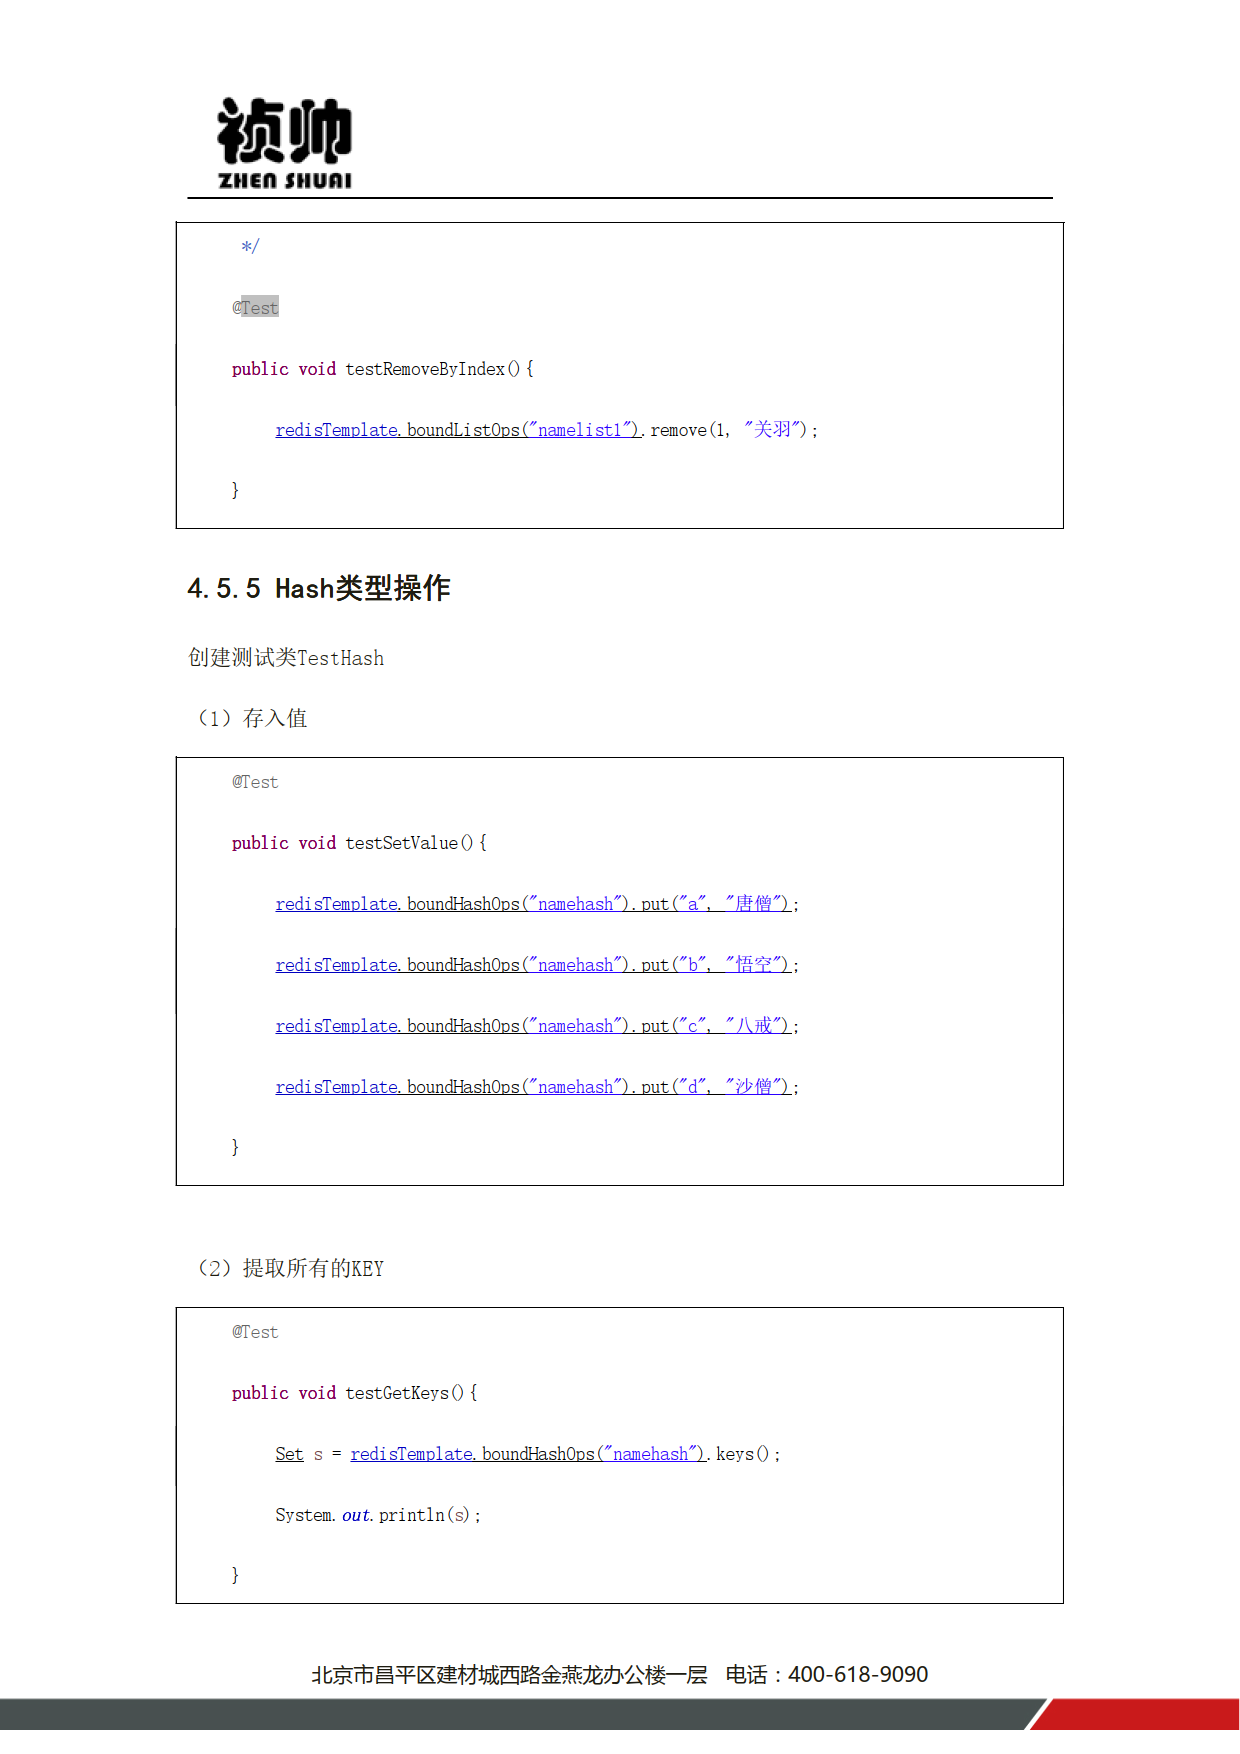 祯帅
ZHEN SHUAI
*/
@Test
public void testRemoveByIndex(){
redisTemplate.boundListOps("namelist1").remove(1, "关羽");
}
4.5.5 Hash类型操作
创建测试类TestHash
（1）存入值
@Test
public void testSetValue(){
redisTemplate.boundHashOps("namehash").put("a", "唐僧");
redisTemplate.boundHashOps("namehash").put("b", "悟空");
redisTemplate.boundHashOps("namehash").put("c", "八戒");
redisTemplate.boundHashOps("namehash").put("d", "沙僧");
}
（2）提取所有的KEY
@Test
public void testGetKeys(){
Set s = redisTemplate.boundHashOps("namehash").keys();
System.out.println(s);
}
北京市昌平区建材城西路金燕龙办公楼一层 电话：400-618-9090